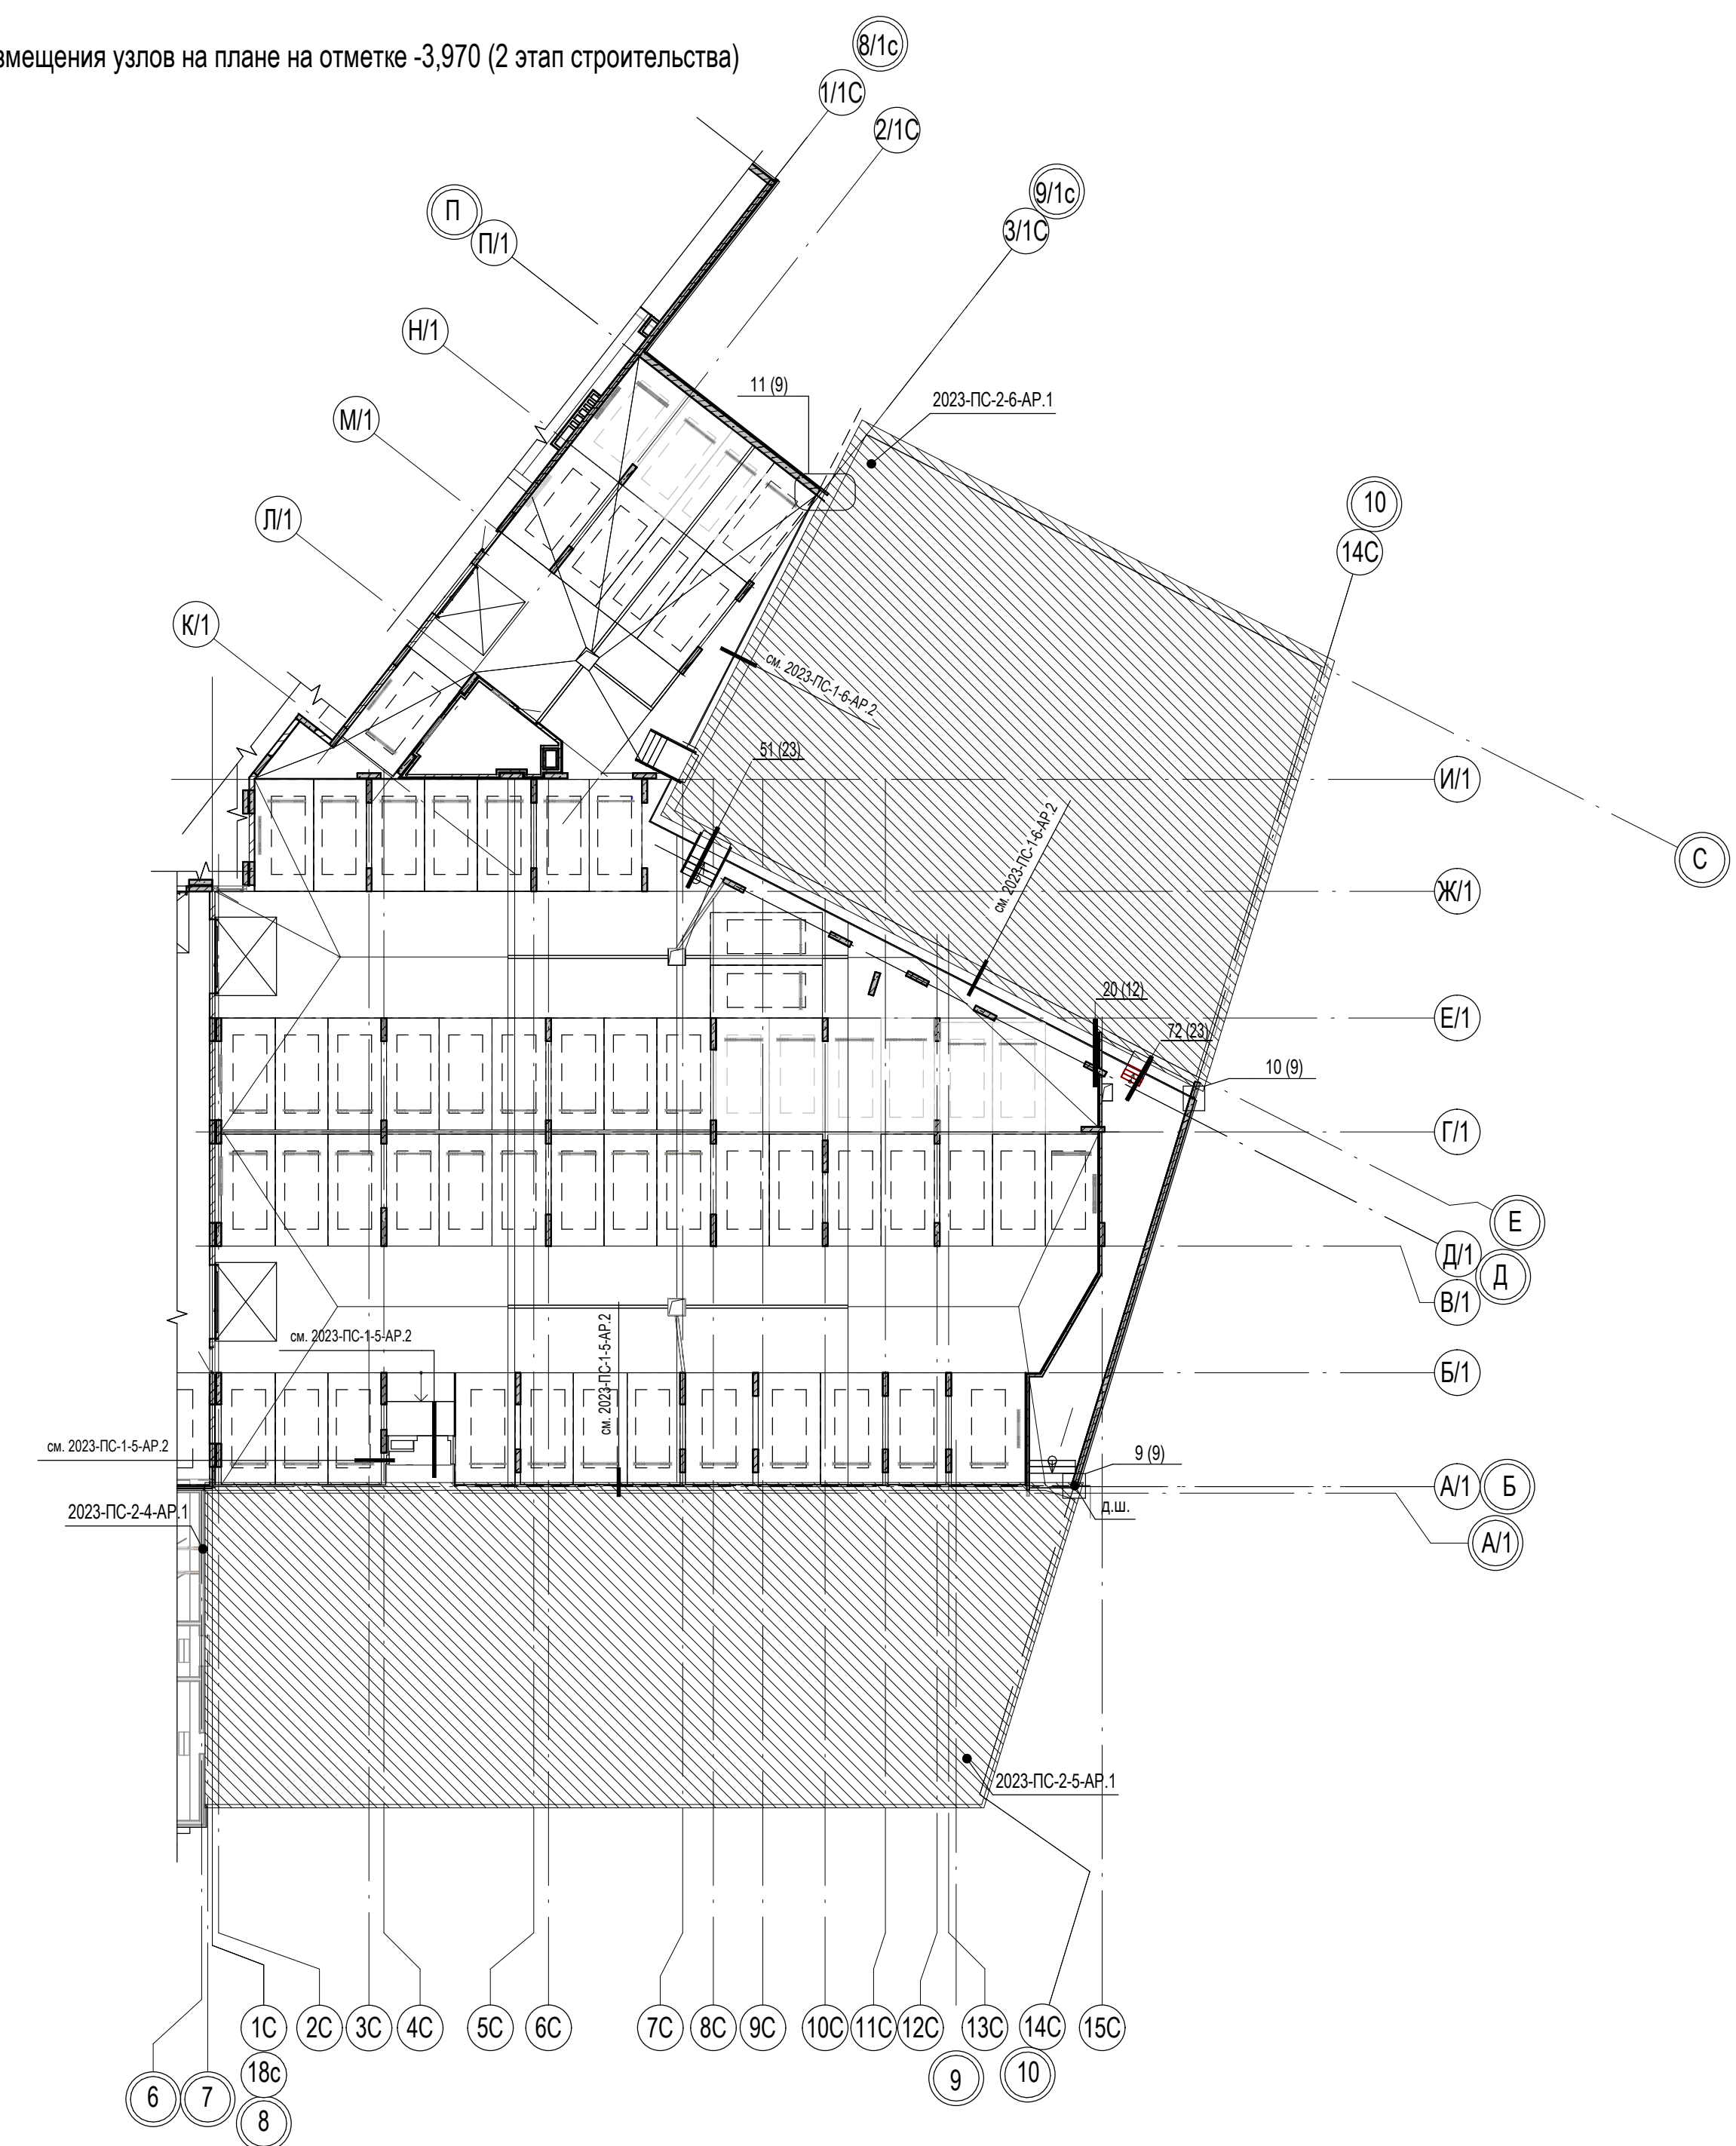 змещения узлов на плане на отметке -3,970 (2 этап строительства)
8/1с
1/1С
2/1С
9/1с
3/1С
П
П/1
Н/1
М/1
Л/1
К/1
11 (9)
2023-ПС-2-6-АР.1
10
14С
см. 2023-ПС-1-6-АР.2
51 (23)
см. 2023-ПС-1-6-АР.2
И/1
С
Ж/1
20 (12)
Е/1
72 (23)
10 (9)
Г/1
Е
Д/1
Д
В/1
см. 2023-ПС-1-5-АР.2
см. 2023-ПС-1-5-АР.2
Б/1
см. 2023-ПС-1-5-АР.2
9 (9)
А/1
Б
2023-ПС-2-4-АР.1
д.ш.
А/1
2023-ПС-2-5-АР.1
1С
2С
3С
4С
5С
6С
7С
8С
9С
10С
11С
12С
13С
14С
15С
18с
6
7
8
9
10